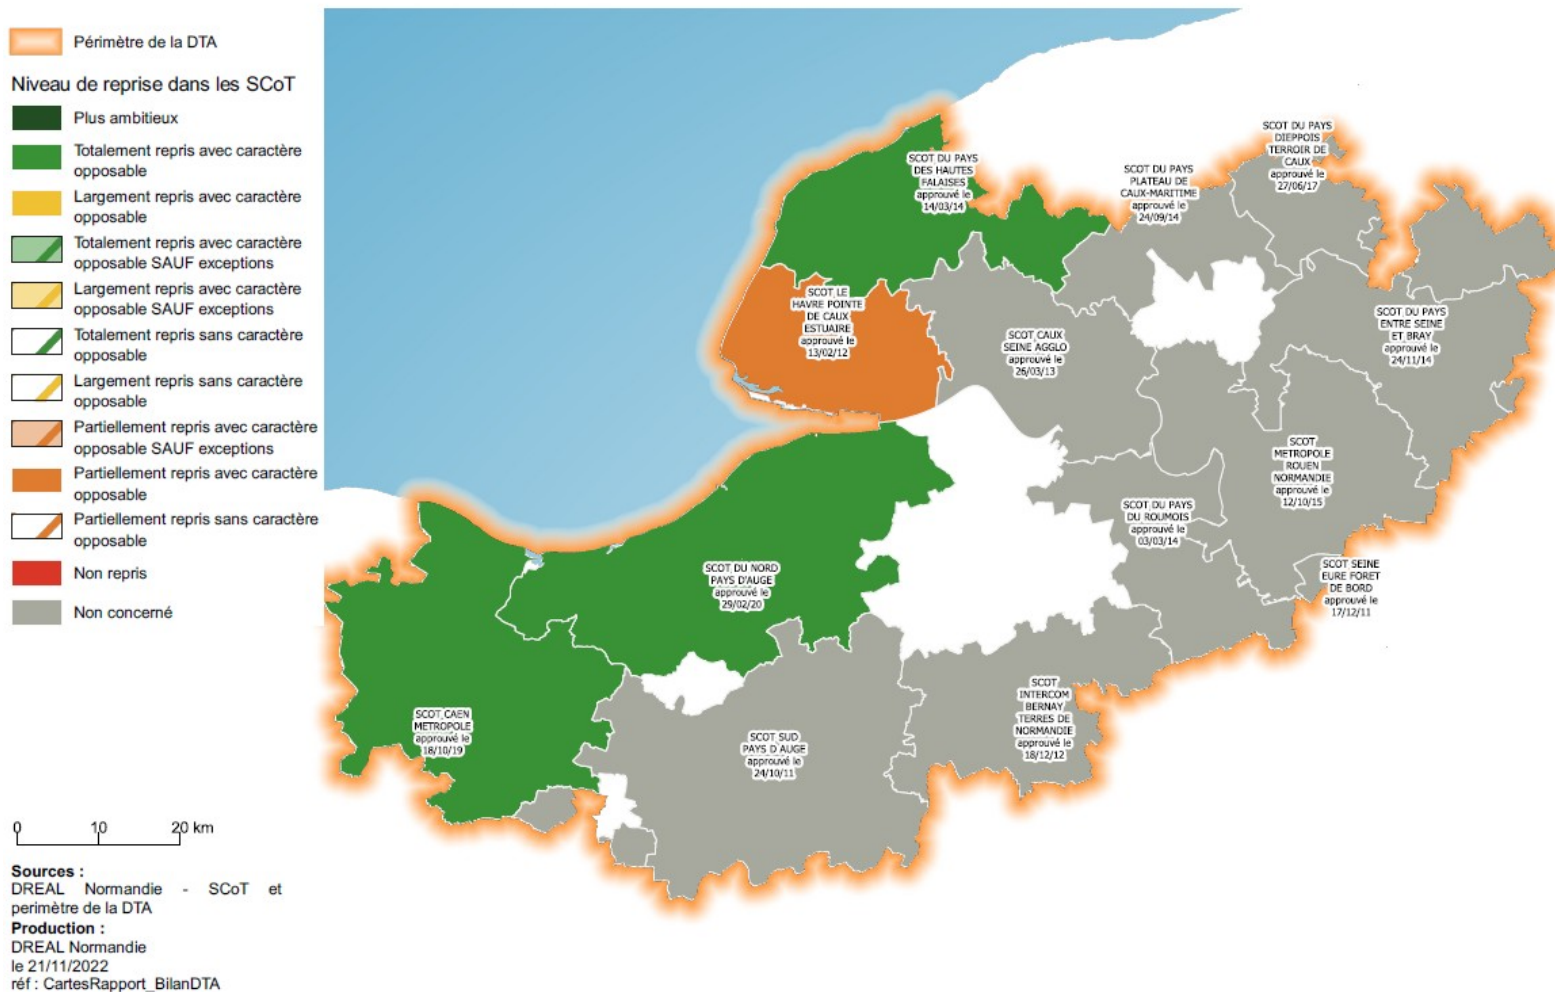 Périmètre de la DTA
Niveau de reprise dans les SCoT
Plus ambitieux
Totalement repris avec caractère
opposable
Largement repris avec caractère
opposable
Totalement repris avec caractère
opposable SAUF exceptions
Largement repris avec caractère
opposable SAUF exceptions
Totalement repris sans caractère
opposable
Largement repris sans caractère
opposable
Partiellement repris avec caractère
opposable SAUF exceptions
Partiellement repris avec caractère
opposable
Partiellement repris sans caractère
opposable
Non repris
Non concerné
0 10 20 km
Sources :
DREAL Normandie - SCoT et
perimètre de la DTA
Production :
DREAL Normandie
le 21/11/2022
réf : CartesRapport_BilanDTA
SCOT DU PAYS
DES HAUTES
FALAISES
approuvé le
14/03/14
SCOT DU PAYS
PLATEAU DE
CAUX-MARITIME
approuvé le
24/09/14
SCOT DU PAYS
DIEPPOIS
TERROIR DE
CAUX
approuvé le
27/06/17
SCOT LE
HAVRE POINTE
DE CAUX
ESTUAIRE
approuvé le
13/02/12
SCOT CAUX
SEINE AGGLO
approuvé le
26/03/13
SCOT DU PAYS
ENTRE SEINE
ET BRAY
approuvé le
24/11/14
SCOT
METROPOLE
ROUEN
NORMANDIE
approuvé le
12/10/15
SCOT DU PAYS
DU ROUMOIS
approuvé le
03/03/14
SCOT SEINE
EURE FORET
DE BORD
approuvé le
17/12/11
SCOT DU NORD
PAYS D'AUGE
approuvé le
29/02/20
SCOT CAEN
METROPOLE
approuvé le
18/10/19
SCOT SUD
PAYS D'AUGE
approuvé le
24/10/11
SCOT
INTERCOM
BERNAY
TERRES DE
NORMANDIE
approuvé le
18/12/12